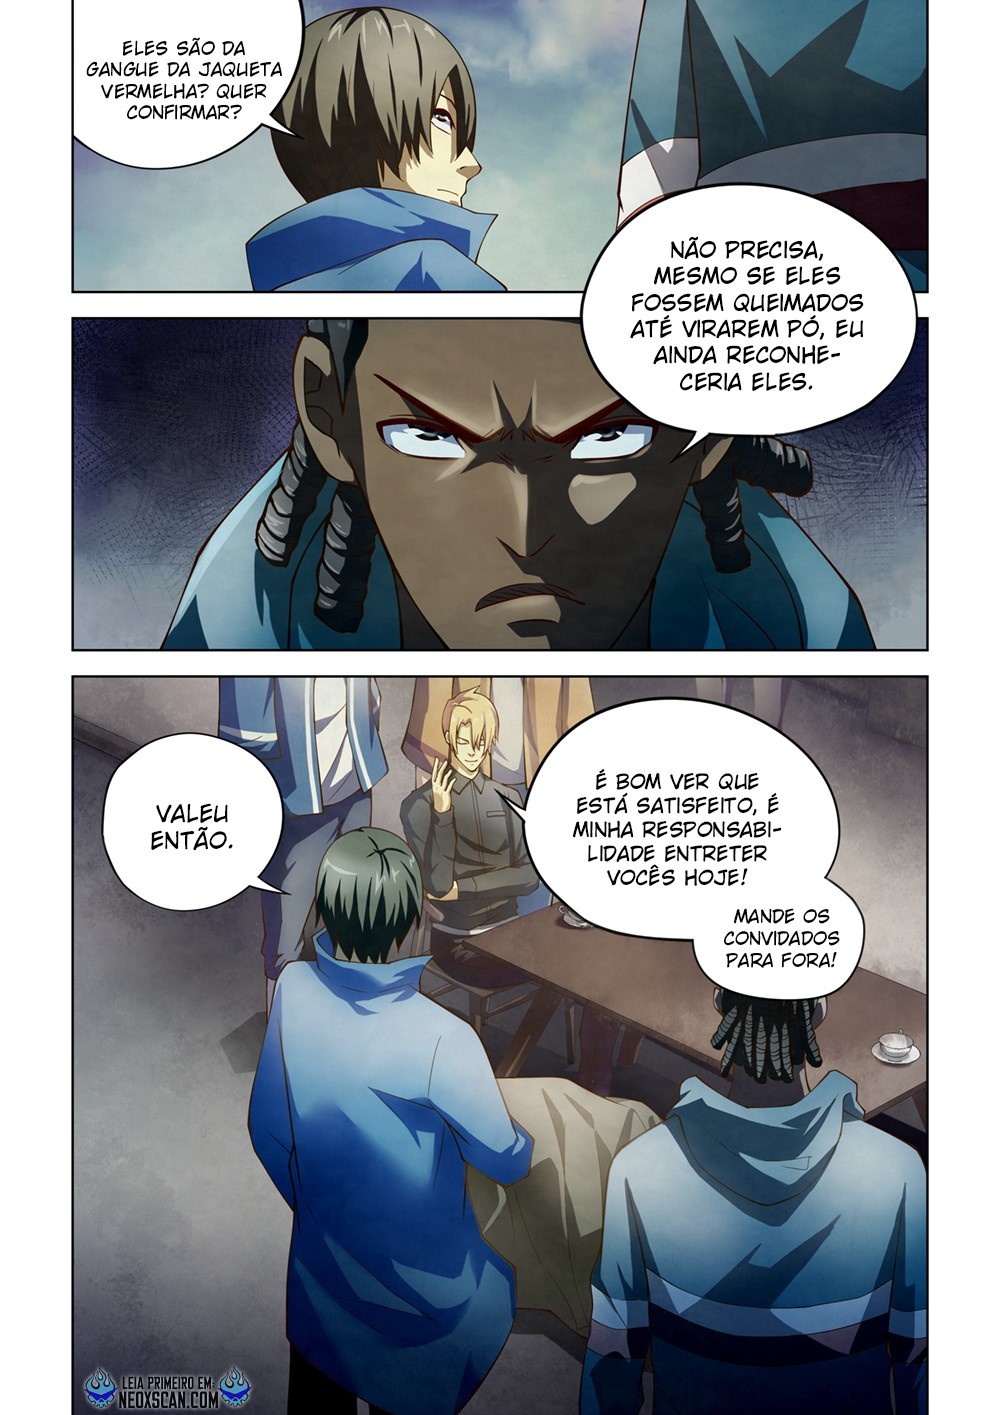 ELES SÃO DA
GANGUE DA JAQUETA
VERMELHA? QUER
CONFIRMAR?
NÃO PRECISA,
MESMO SE ELES
FOSSEM QUEIMADOS
ATÉ VIRAREM PÓ, EU
AINDA RECONHE-
CERIA ELES.
VALEU
ENTÃO.
É BOM VER QUE
ESTÁ SATISFEITO, É
MINHA RESPONSABI-
LIDADE ENTRETER
VOCÊS HOJE!
MANDE OS
CONVIDADOS
PARA FORA!
LEIA PRIMEIRO EM:
NEOXSCAN.COM